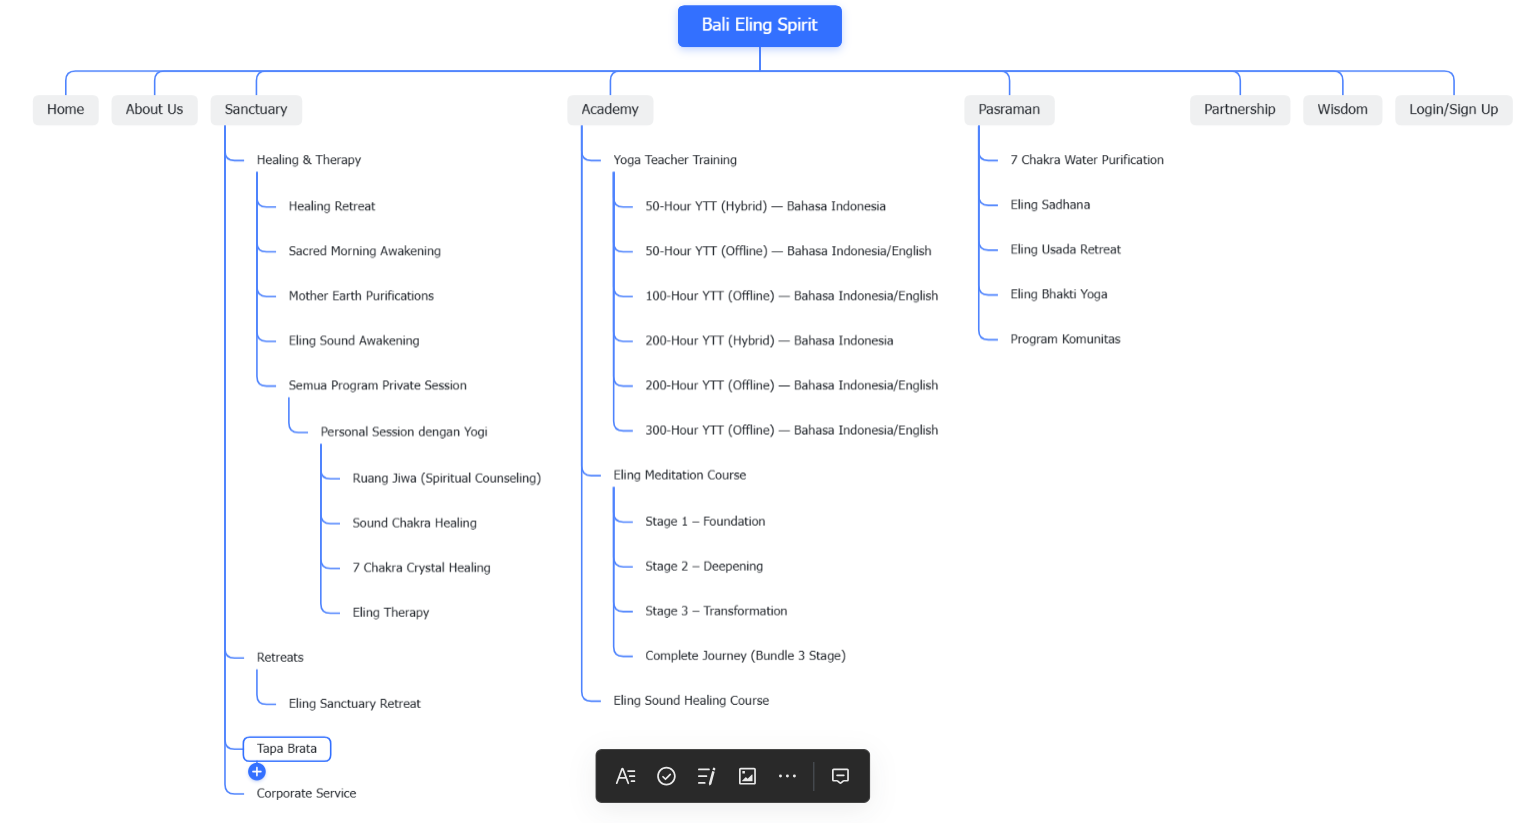 Bali Eling Spirit
Home
About Us
Sanctuary
Healing & Therapy
Healing Retreat
Sacred Morning Awakening
Mother Earth Purifications
Eling Sound Awakening
Semua Program Private Session
Personal Session dengan Yogi
Ruang Jiwa (Spiritual Counseling)
Sound Chakra Healing
7 Chakra Crystal Healing
Eling Therapy
Retreats
Eling Sanctuary Retreat
Tapa Brata
Corporate Service
Academy
Yoga Teacher Training
50-Hour YTT (Hybrid) — Bahasa Indonesia
50-Hour YTT (Offline) — Bahasa Indonesia/English
100-Hour YTT (Offline) — Bahasa Indonesia/English
200-Hour YTT (Hybrid) — Bahasa Indonesia
200-Hour YTT (Offline) — Bahasa Indonesia/English
300-Hour YTT (Offline) — Bahasa Indonesia/English
Eling Meditation Course
Stage 1 – Foundation
Stage 2 – Deepening
Stage 3 – Transformation
Complete Journey (Bundle 3 Stage)
Eling Sound Healing Course
Pasraman
7 Chakra Water Purification
Eling Sadhana
Eling Usada Retreat
Eling Bhakti Yoga
Program Komunitas
Partnership
Wisdom
Login/Sign Up